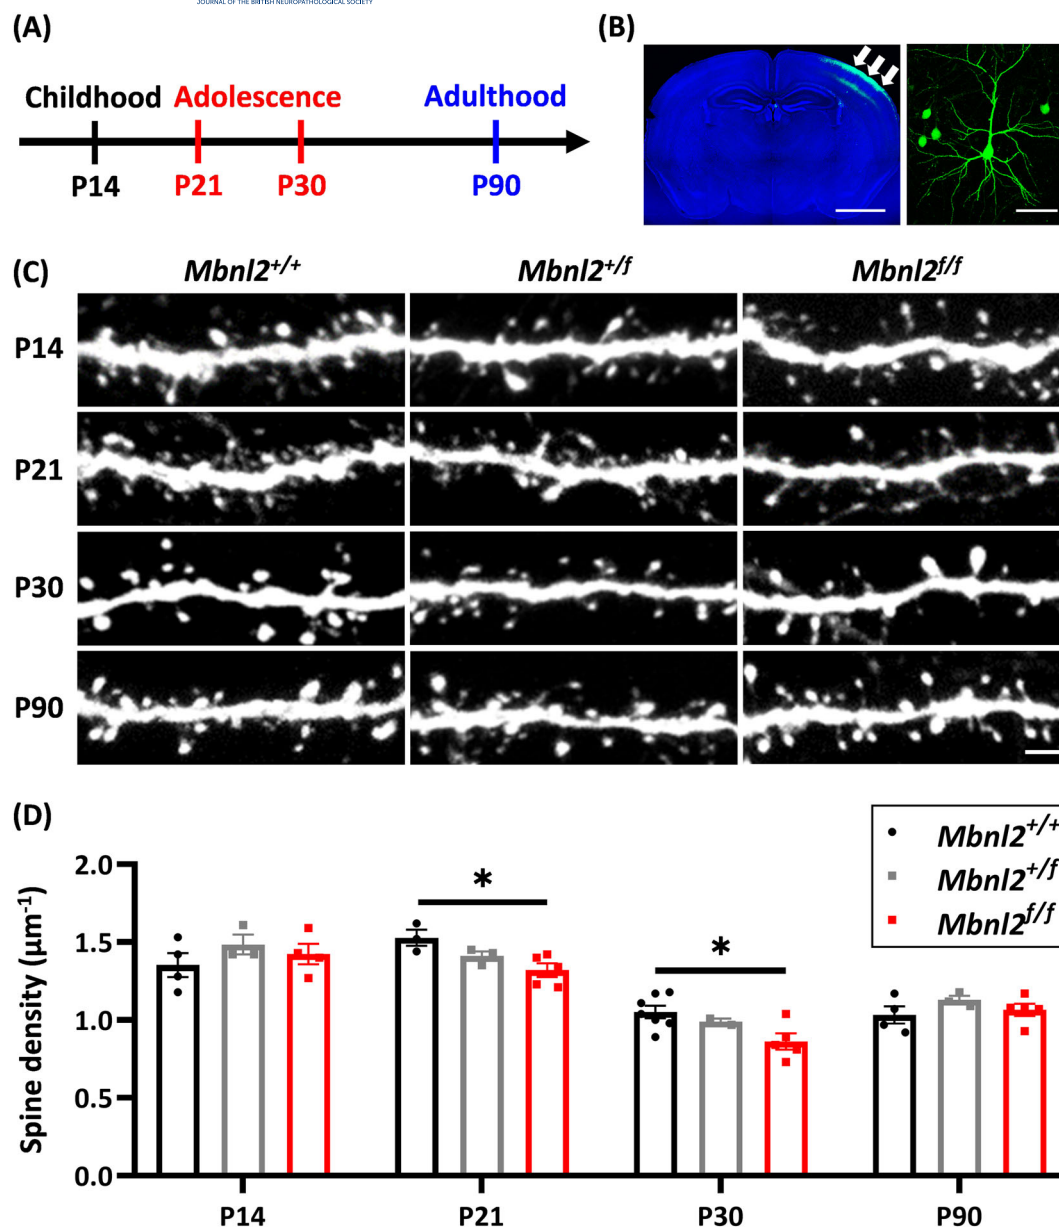 JOURNAL OF THE BRITISH NEUROPATHOLOGICAL SOCIETY
(A)
Childhood Adolescence Adulthood
P14 P21 P30 P90
(B)
(C)
Mbnl2+/+ Mbnl2+/f Mbnl2f/f
P14
P21
P30
P90
(D)
Mbnl2+/+
Mbnl2+/f
Mbnl2f/f
Spine density (μm-1)
2.0
1.5
1.0
0.5
0.0
*
*
P14 P21 P30 P90